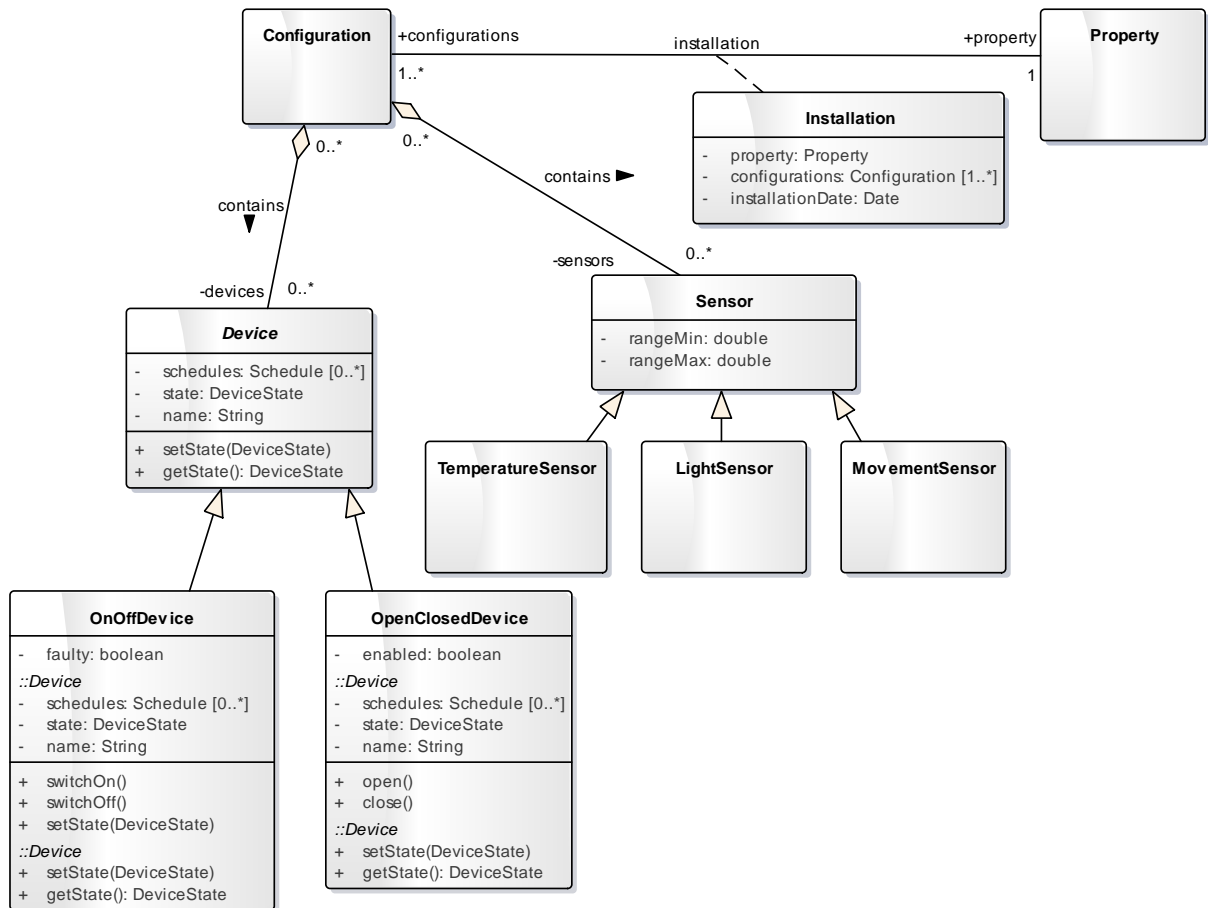 Configuration
+configurations
installation
+property
Property
1..*
1
0..*
0..*
Installation
- property: Property
- configurations: Configuration [1..*]
- installationDate: Date
contains
contains
-devices
0..*
-sensors
0..*
Device
- schedules: Schedule [0..*]
- state: DeviceState
- name: String
+ setState(DeviceState)
+ getState(): DeviceState
Sensor
- rangeMin: double
- rangeMax: double
TemperatureSensor
LightSensor
MovementSensor
OnOffDevice
- faulty: boolean
::Device
- schedules: Schedule [0..*]
- state: DeviceState
- name: String
+ switchOn()
+ switchOff()
+ setState(DeviceState)
::Device
+ setState(DeviceState)
+ getState(): DeviceState
OpenClosedDevice
- enabled: boolean
::Device
- schedules: Schedule [0..*]
- state: DeviceState
- name: String
+ open()
+ close()
::Device
+ setState(DeviceState)
+ getState(): DeviceState